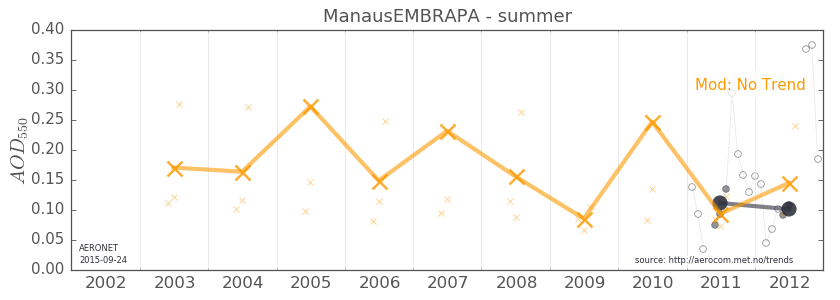 ManausEMBRAPA - summer
0.40
0.35
0.30
0.25
0.20
0.15
0.10
0.05
0.00
AOD550
Mod: No Trend
AERONET
2015-09-24
source: http://aerocom.met.no/trends
2002 2003 2004 2005 2006 2007 2008 2009 2010 2011 2012